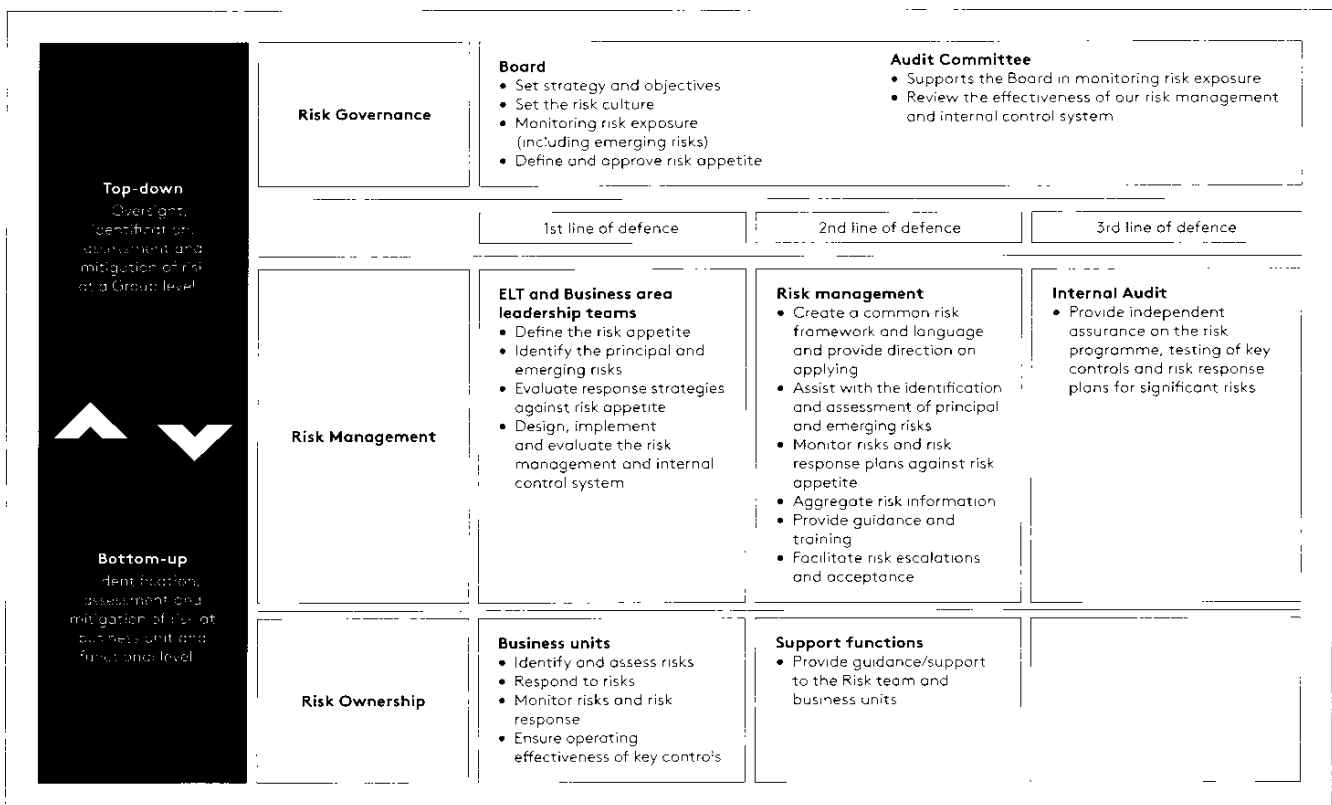 Top-down
Oversight,
identification,
assessment and
mitigation of risk
at a Group level
Bottom-up
Identification,
assessment and
mitigation of risk at
business unit and
functional level
Risk Governance
Board
• Set strategy and objectives
• Set the risk culture
• Monitoring risk exposure
(including emerging risks)
• Define and approve risk appetite
Audit Committee
• Supports the Board in monitoring risk exposure
• Review the effectiveness of our risk management
and internal control system
1st line of defence
2nd line of defence
3rd line of defence
Risk Management
ELT and Business area
leadership teams
• Define the risk appetite
• Identify the principal and
emerging risks
• Evaluate response strategies
against risk appetite
• Design, implement
and evaluate the risk
management and internal
control system
Risk management
• Create a common risk
framework and language
and provide direction on
applying
• Assist with the identification
and assessment of principal
and emerging risks
• Monitor risks and risk
response plans against risk
appetite
• Aggregate risk information
• Provide guidance and
training
• Facilitate risk escalations
and acceptance
Internal Audit
• Provide independent
assurance on the risk
programme, testing of key
controls and risk response
plans for significant risks
Risk Ownership
Business units
• Identify and assess risks
• Respond to risks
• Monitor risks and risk
response
• Ensure operating
effectiveness of key controls
Support functions
• Provide guidance/support
to the Risk team and
business units